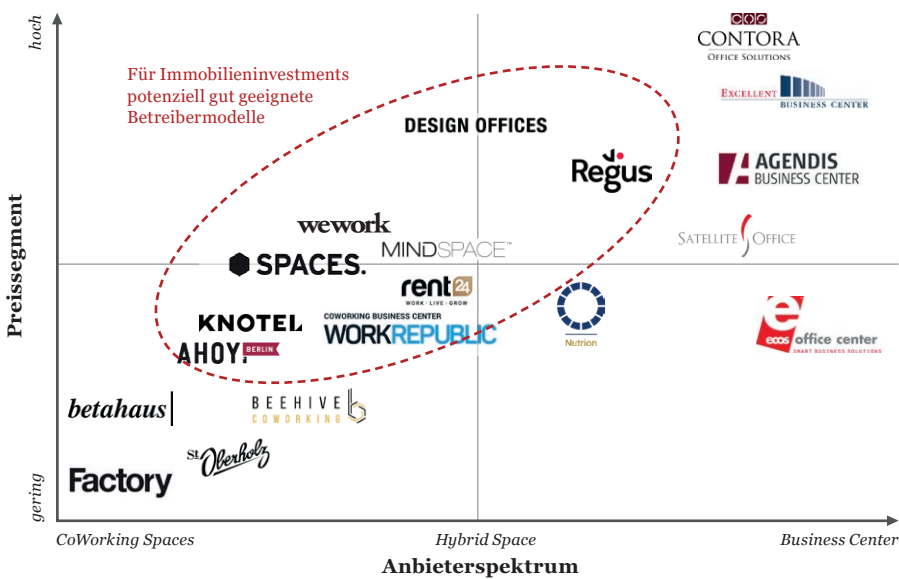 hoch
CONTORA
OFFICE SOLUTIONS
Für Immobilieninvestments
potenziell gut geeignete
Betreibermodelle
EXCELLENT
BUSINESS CENTER
DESIGN OFFICES
Regus
AGENDIS
BUSINESS CENTER
wework
MINDSPACE™
SATELLITE OFFICE
SPACES.
rent24
WORK · LIVE · GROW
KNOTEL
COWORKING BUSINESS CENTER
WORKREPUBLIC
Nutrion
e
ecos office center
SMART BUSINESS SOLUTIONS
AHOY! BERLIN
betahaus|
BEEHIVE
COWORKING
St. Oberholz
Factory
gering
Preissegment
CoWorking Spaces
Hybrid Space
Business Center
Anbieterspektrum